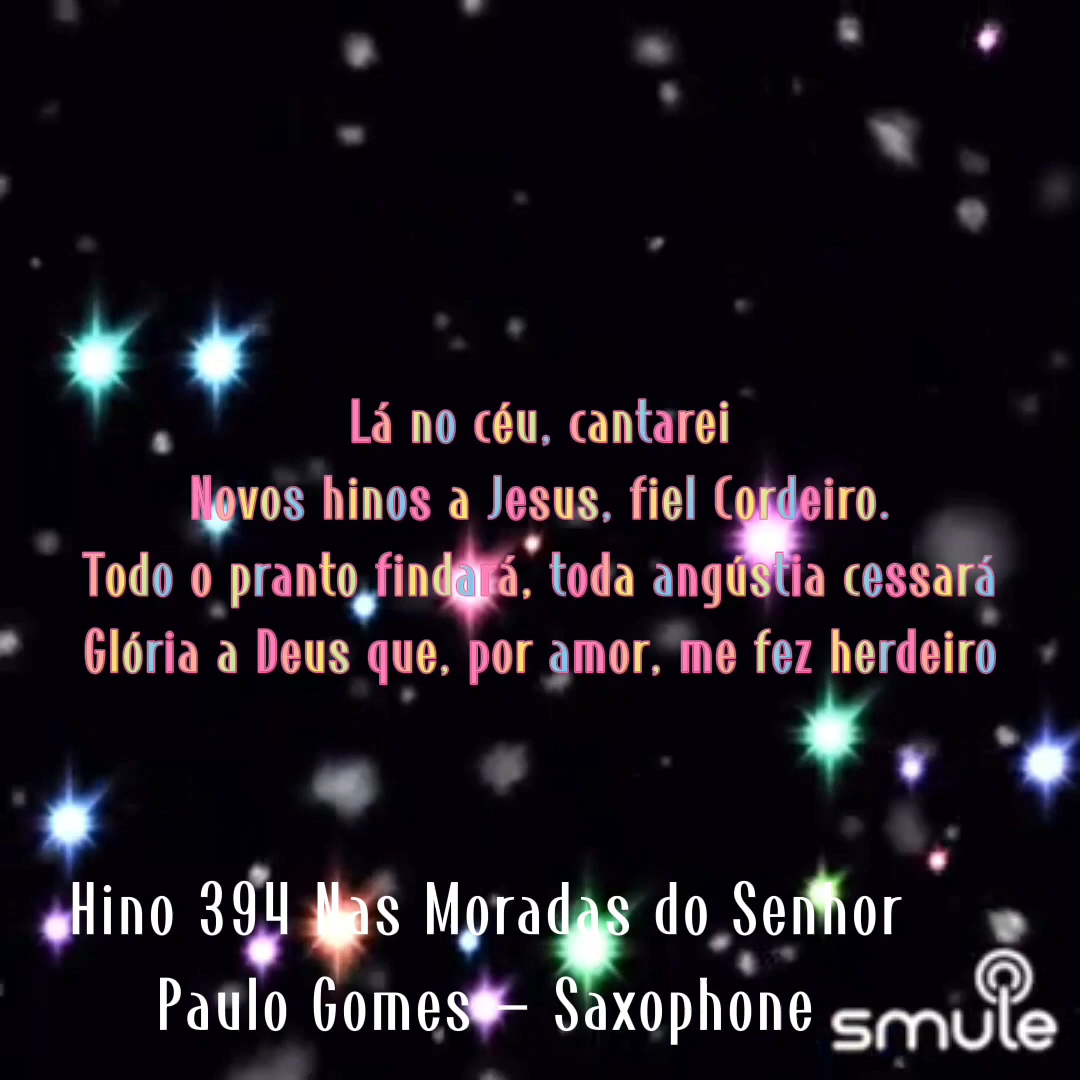 Lá no céu, cantarei
Novos hinos a Jesus, fiel Cordeiro.
Todo o pranto findará, toda angústia cessará
Glória a Deus que, por amor, me fez herdeiro
Hino 394 Nas Moradas do Senhor
Paulo Gomes – Saxophone
smule